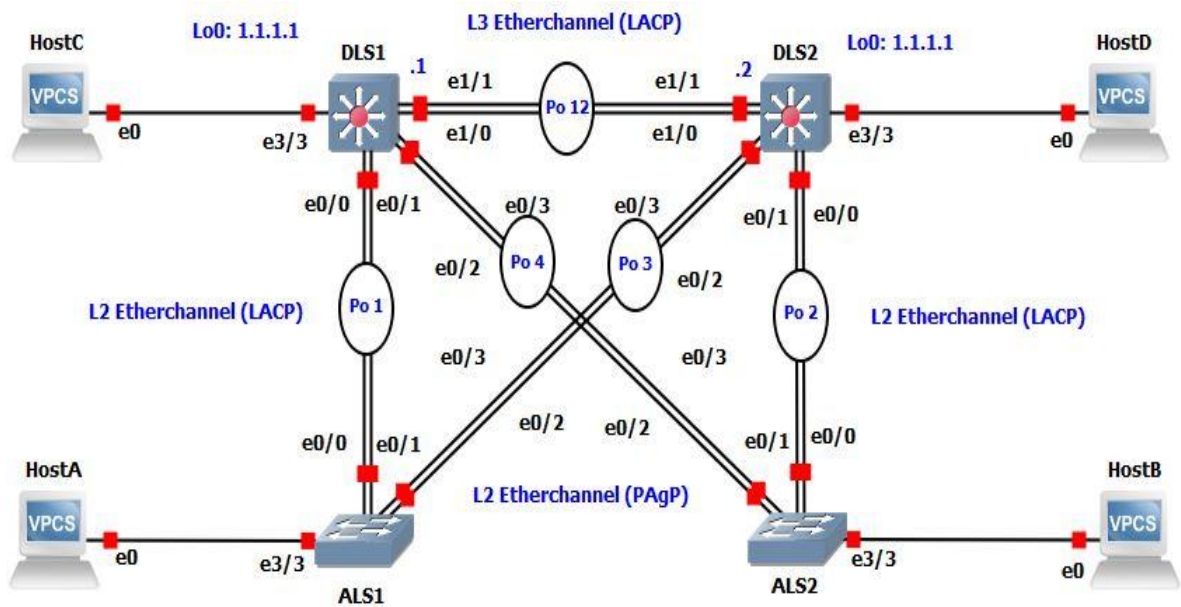 L3 Etherchannel (LACP)
HostC
Lo0: 1.1.1.1
DLS1
DLS2
Lo0: 1.1.1.1
HostD
.1
e1/1
e1/1
.2
VPCS
Po 12
VPCS
e0
e3/3
e1/0
e1/0
e3/3
e0
e0/0
e0/1
e0/3
e0/3
e0/1
e0/0
e0/2
Po 4
Po 3
e0/2
L2 Etherchannel (LACP)
Po 1
Po 2
L2 Etherchannel (LACP)
e0/3
e0/3
e0/0
e0/1
e0/2
e0/2
e0/1
e0/0
HostA
L2 Etherchannel (PAgP)
HostB
VPCS
VPCS
e0
e3/3
e3/3
e0
ALS1
ALS2